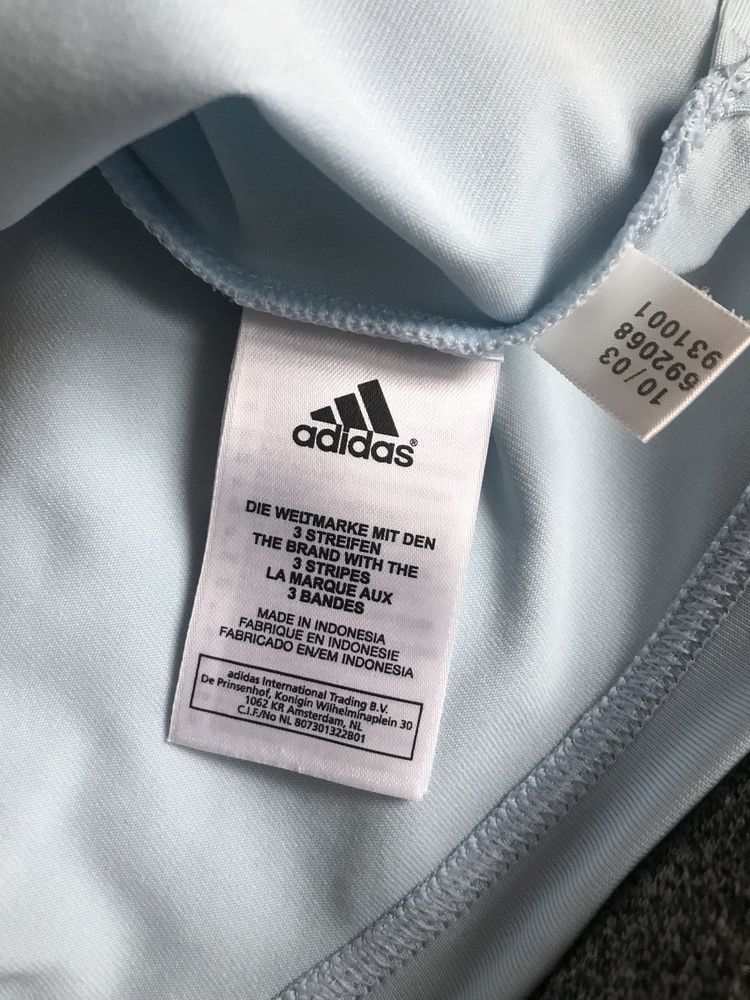 adidas®
DIE WELTMARKE MIT DEN
3 STREIFEN
THE BRAND WITH THE
3 STRIPES
LA MARQUE AUX
3 BANDES
MADE IN INDONESIA
FABRIQUE EN INDONESIE
FABRICADO EN/EM INDONESIA
adidas International Trading B.V.
De Prinsenhof, Konigin Wilhelminaplein 30
1062 KR Amsterdam, NL
C.I.F./No NL 807301322B01
10/03
692068
931001